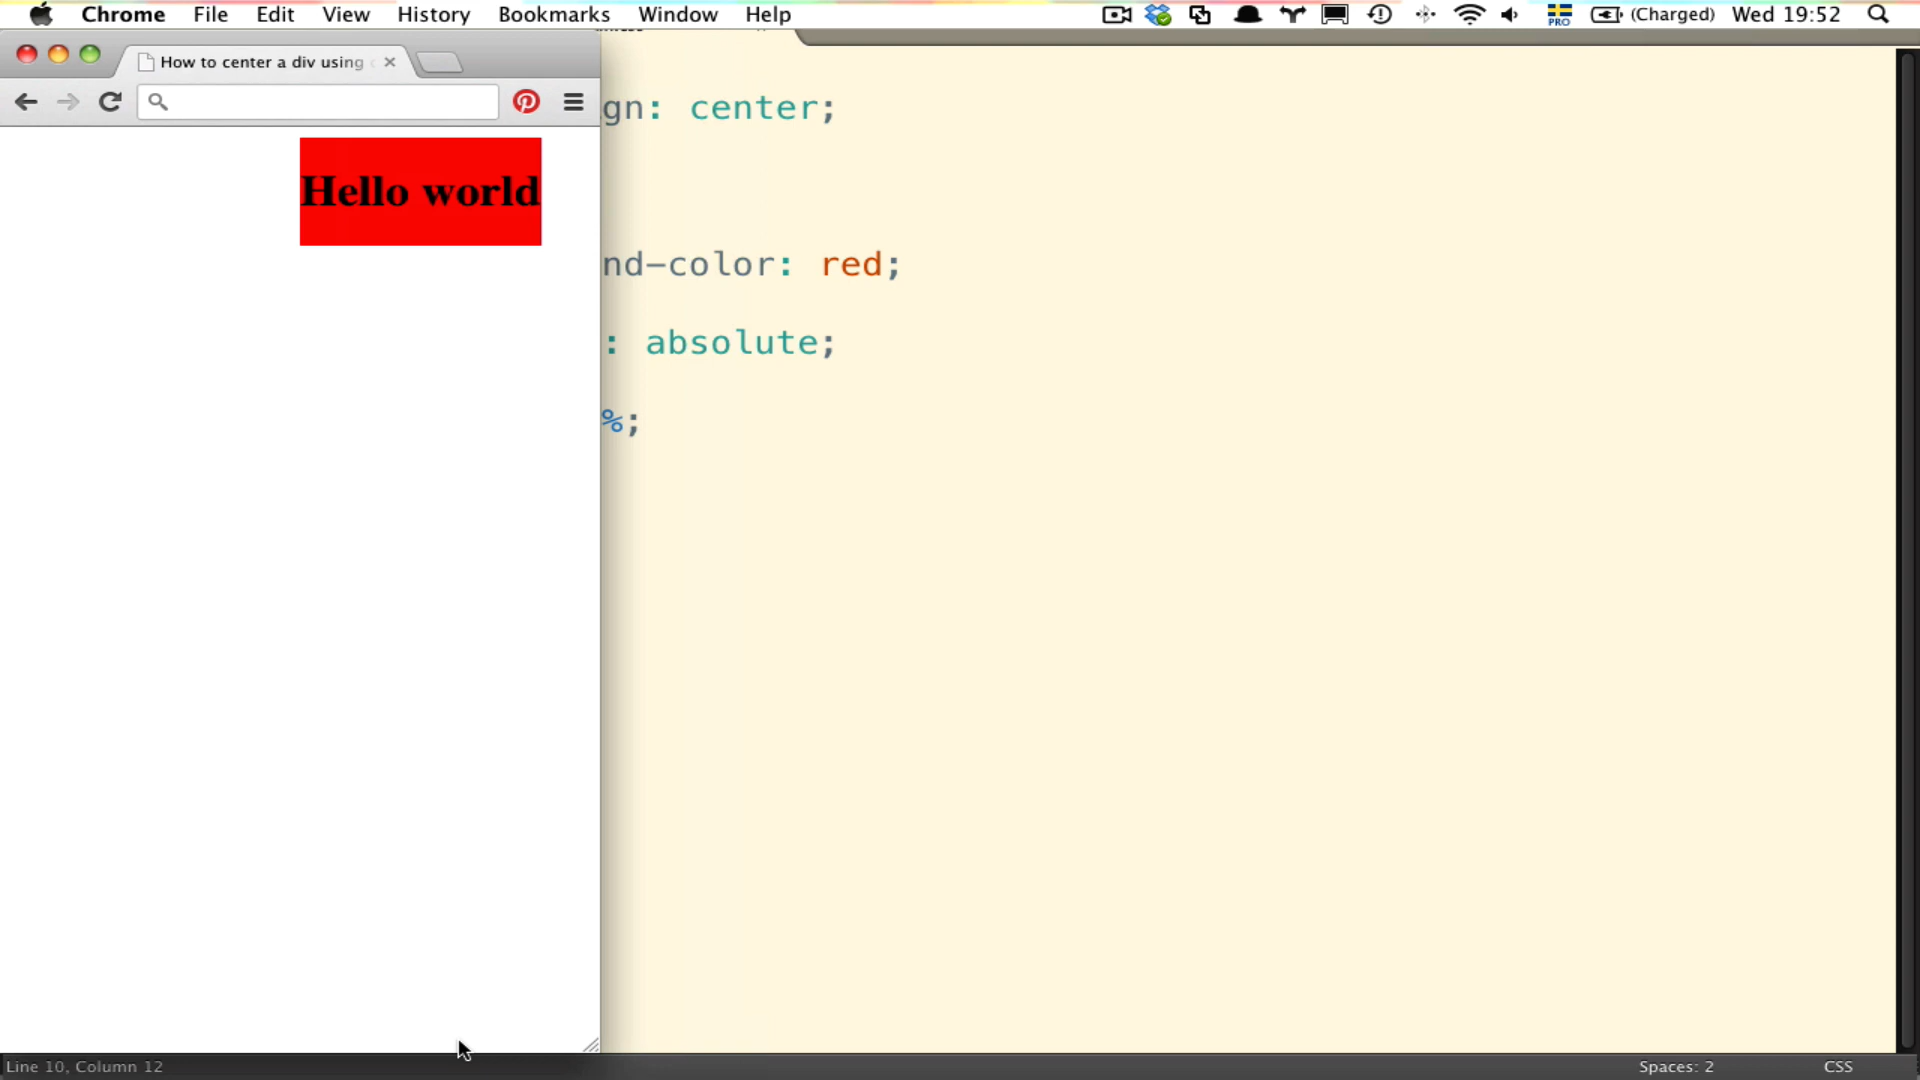 Chrome File Edit View History Bookmarks Window Help (Charged) Wed 19:52
How to center a div using
gn: center;
Hello world
nd-color: red;
: absolute;
%;
Line 10, Column 12 Spaces: 2 CSS